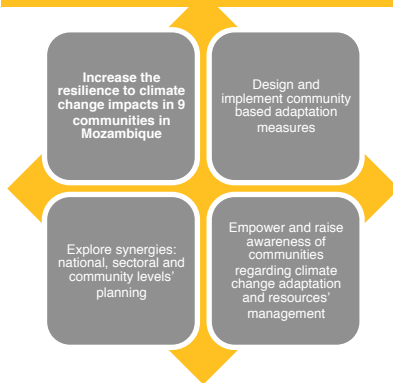 Increase the
resilience to climate
change impacts in 9
communities in
Mozambique
Design and
implement community
based adaptation
measures
Explore synergies:
national, sectoral and
community levels'
planning
Empower and raise
awareness of
communities
regarding climate
change adaptation
and resources'
management